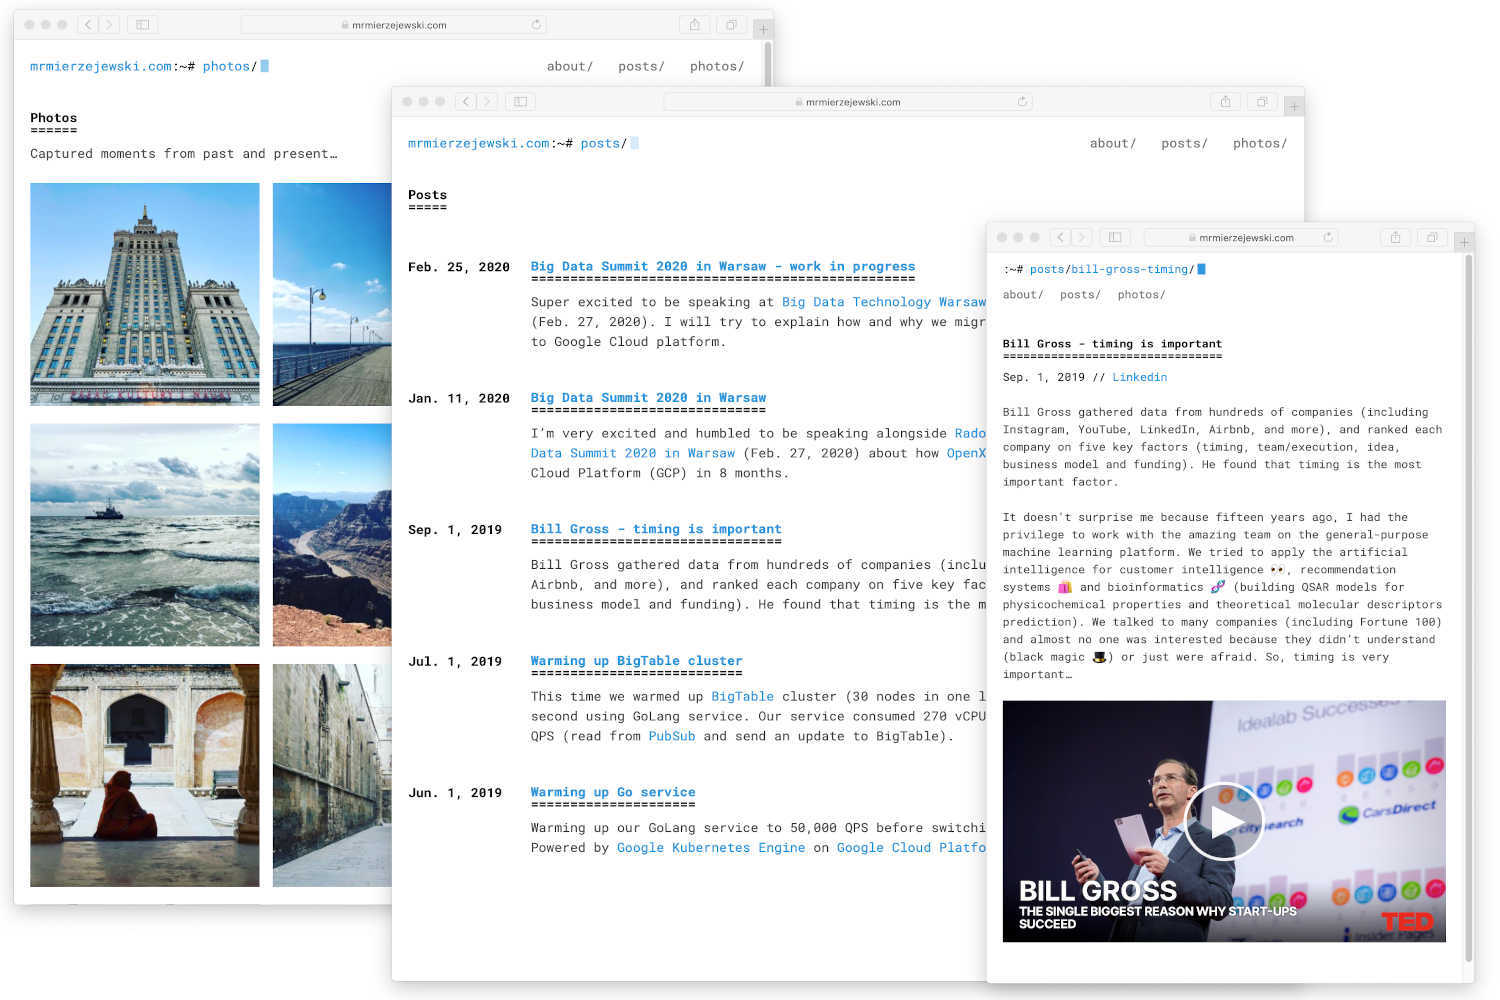 mrmierzejewski.com
mrmierzejewski.com:~# photos/
about/ posts/ photos/
Photos
======
Captured moments from past and present…
mrmierzejewski.com
mrmierzejewski.com:~# posts/
about/ posts/ photos/
Posts
=====
Feb. 25, 2020 Big Data Summit 2020 in Warsaw - work in progress
=================================================
Super excited to be speaking at Big Data Technology Warsaw
(Feb. 27, 2020). I will try to explain how and why we migr
to Google Cloud platform.
Jan. 11, 2020 Big Data Summit 2020 in Warsaw
==============================
I’m very excited and humbled to be speaking alongside Rado
Data Summit 2020 in Warsaw (Feb. 27, 2020) about how OpenX
Cloud Platform (GCP) in 8 months.
Sep. 1, 2019 Bill Gross - timing is important
================================
Bill Gross gathered data from hundreds of companies (inclu
Airbnb, and more), and ranked each company on five key fac
business model and funding). He found that timing is the m
Jul. 1, 2019 Warming up BigTable cluster
===========================
This time we warmed up BigTable cluster (30 nodes in one l
second using GoLang service. Our service consumed 270 vCPU
QPS (read from PubSub and send an update to BigTable).
Jun. 1, 2019 Warming up Go service
=====================
Warming up our GoLang service to 50,000 QPS before switchi
Powered by Google Kubernetes Engine on Google Cloud Platfo
mrmierzejewski.com
:~# posts/bill-gross-timing/
about/ posts/ photos/
Bill Gross - timing is important
================================
Sep. 1, 2019 // Linkedin
Bill Gross gathered data from hundreds of companies (including
Instagram, YouTube, LinkedIn, Airbnb, and more), and ranked each
company on five key factors (timing, team/execution, idea,
business model and funding). He found that timing is the most
important factor.
It doesn’t surprise me because fifteen years ago, I had the
privilege to work with the amazing team on the general-purpose
machine learning platform. We tried to apply the artificial
intelligence for customer intelligence 👀, recommendation
systems 🛍️ and bioinformatics 🧬 (building QSAR models for
physicochemical properties and theoretical molecular descriptors
prediction). We talked to many companies (including Fortune 100)
and almost no one was interested because they didn’t understand
(black magic 🎩) or just were afraid. So, timing is very
important…
Idealab Successes
CarsDirect
citysearch
Insider Pages
BILL GROSS
THE SINGLE BIGGEST REASON WHY START-UPS
SUCCEED
TED